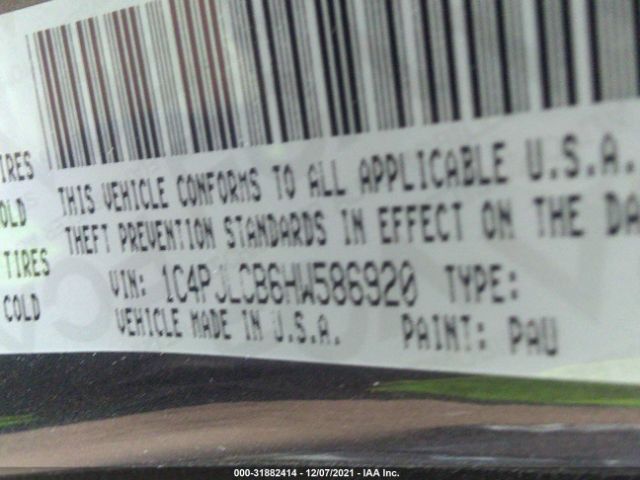 IRES
OLD
THIS VEHICLE CONFORMS TO ALL APPLICABLE U.S.A.
THEFT PREVENTION STANDARDS IN EFFECT ON THE DA
TIRES
COLD
VIN: 1C4PJLCB6HW586920 TYPE:
VEHICLE MADE IN U.S.A. PAINT: PAU
000-31882414 - 12/07/2021 - IAA Inc.